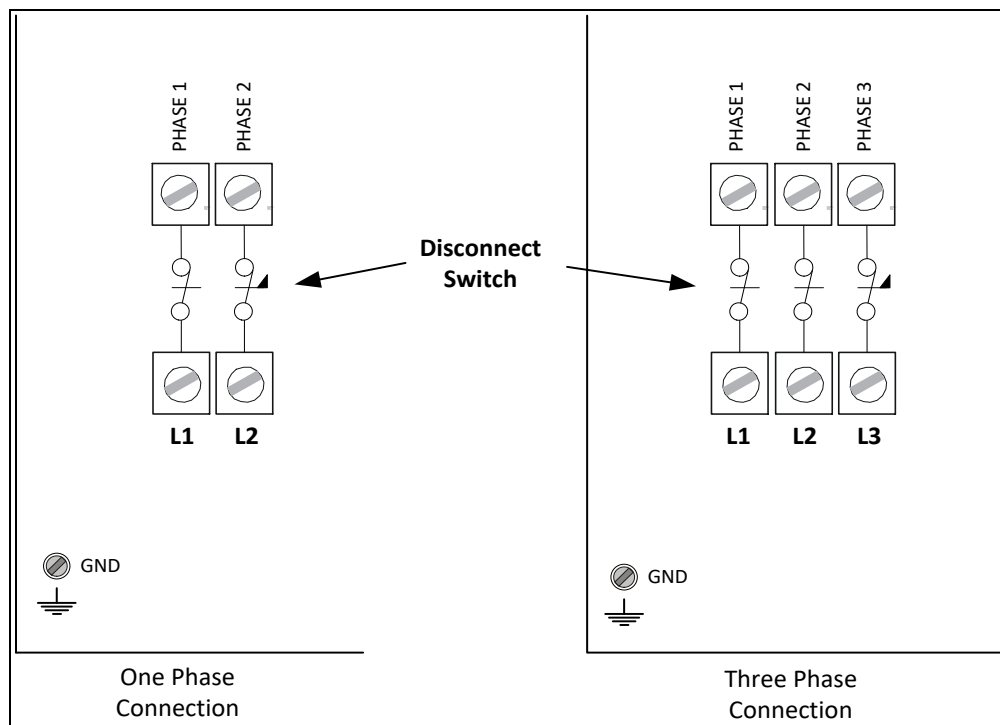 PHASE 1
PHASE 2
PHASE 1
PHASE 2
PHASE 3
Disconnect
Switch
L1
L2
L1
L2
L3
GND
GND
One Phase
Connection
Three Phase
Connection